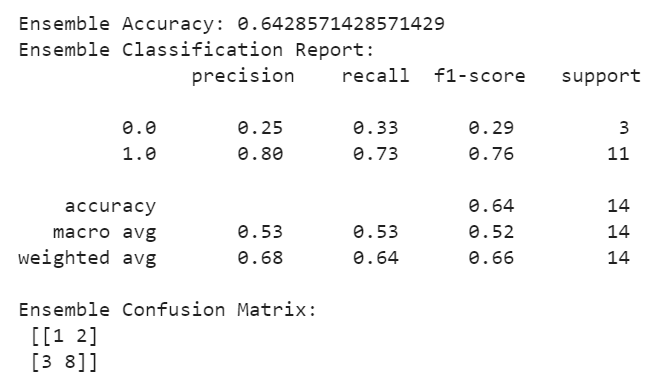 Ensemble Accuracy: 0.6428571428571429
Ensemble Classification Report:
precision recall f1-score support
0.0 0.25 0.33 0.29 3
1.0 0.80 0.73 0.76 11
accuracy 0.64 14
macro avg 0.53 0.53 0.52 14
weighted avg 0.68 0.64 0.66 14
Ensemble Confusion Matrix:
[[1 2]
[3 8]]